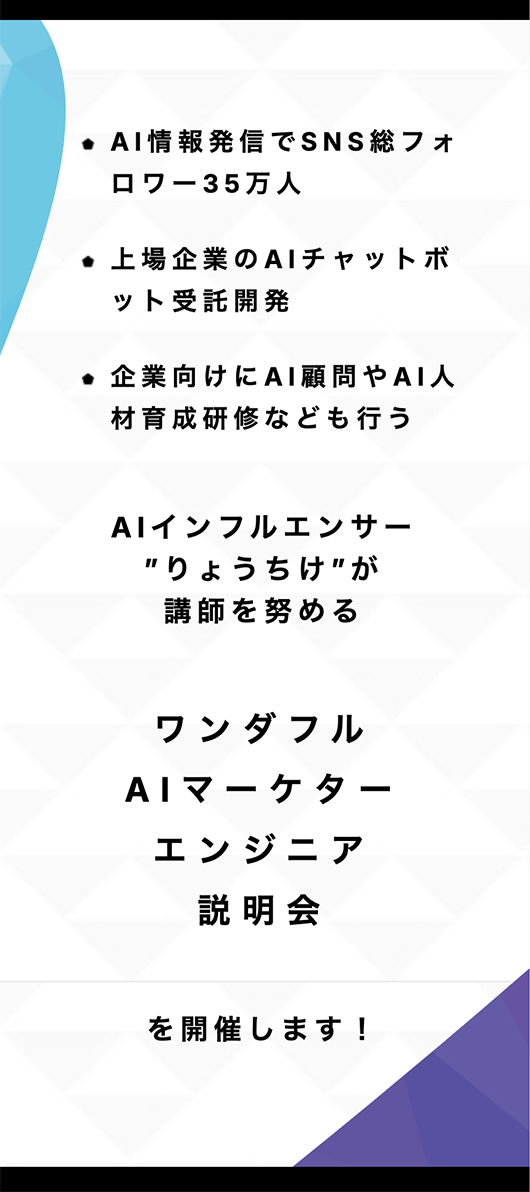 AI情報発信でSNS総フォ
ロワー35万人
上場企業のAIチャットボ
ット受託開発
企業向けにAI顧問やAI人
材育成研修なども行う
AIインフルエンサー
″りょうちけ″が
講師を努める
ワンダフル
AIマーケター
エンジニア
説明会
を開催します！